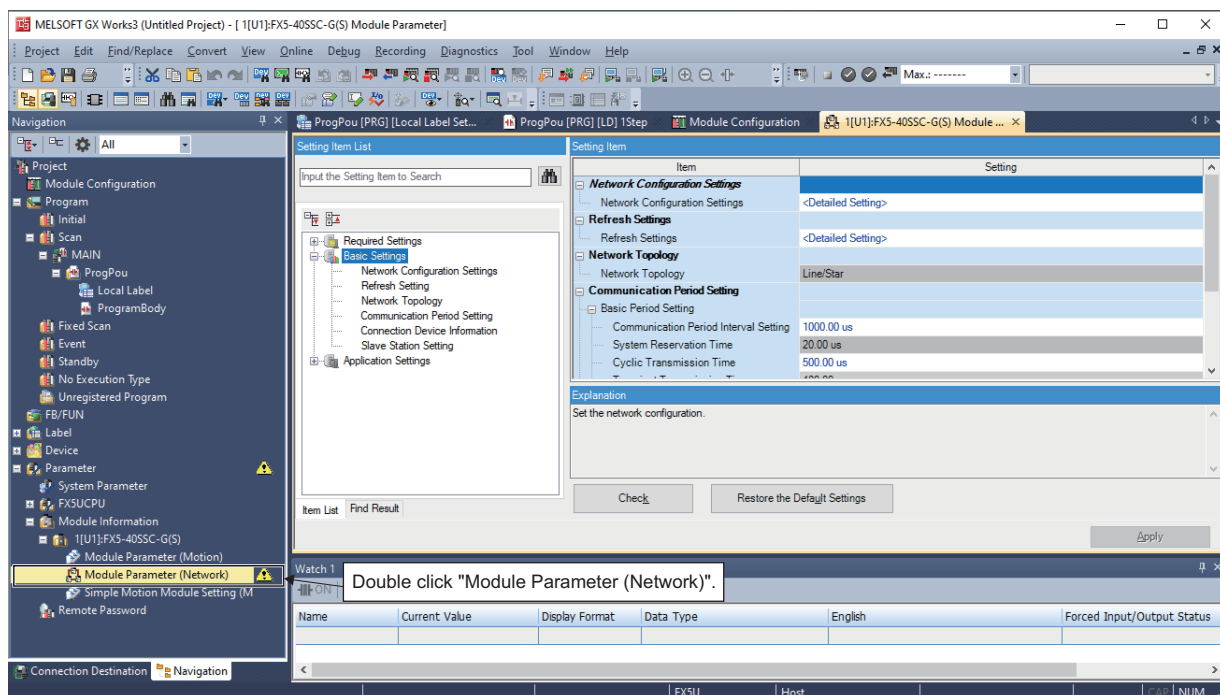 MELSOFT GX Works3 (Untitled Project) - [ 1[U1]:FX5-40SSC-G(S) Module Parameter]
Project Edit Find/Replace Convert View Online Debug Recording Diagnostics Tool Window Help
Max.: -------
Navigation
ProgPou [PRG] [Local Label Set...
ProgPou [PRG] [LD] 1Step
Module Configuration
1[U1]:FX5-40SSC-G(S) Module ...
All
Project
Module Configuration
Program
Initial
Scan
MAIN
ProgPou
Local Label
ProgramBody
Fixed Scan
Event
Standby
No Execution Type
Unregistered Program
FB/FUN
Label
Device
Parameter
System Parameter
FX5UCPU
Module Information
1[U1]:FX5-40SSC-G(S)
Module Parameter (Motion)
Module Parameter (Network)
Simple Motion Module Setting (M
Remote Password
Connection Destination Navigation
Setting Item List
Input the Setting Item to Search
Required Settings
Basic Settings
Network Configuration Settings
Refresh Setting
Network Topology
Communication Period Setting
Connection Device Information
Slave Station Setting
Application Settings
Item List Find Result
Setting Item
Item Setting
Network Configuration Settings
Network Configuration Settings <Detailed Setting>
Refresh Settings
Refresh Settings <Detailed Setting>
Network Topology
Network Topology Line/Star
Communication Period Setting
Basic Period Setting
Communication Period Interval Setting 1000.00 us
System Reservation Time 20.00 us
Cyclic Transmission Time 500.00 us
Explanation
Set the network configuration.
Check Restore the Default Settings
Apply
Watch 1
ON
Double click "Module Parameter (Network)".
Name Current Value Display Format Data Type English Forced Input/Output Status
FX5U Host CAP NUM